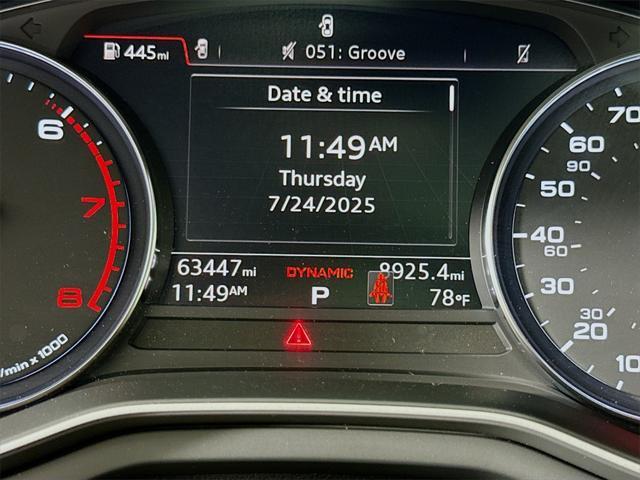 445mi
051: Groove
Date & time
11:49AM
Thursday
7/24/2025
63447mi DYNAMIC 8925.4mi
11:49AM P 78°F
6
7
8
/min x 1000
70
60
90
50
40
60
30
30
20
10